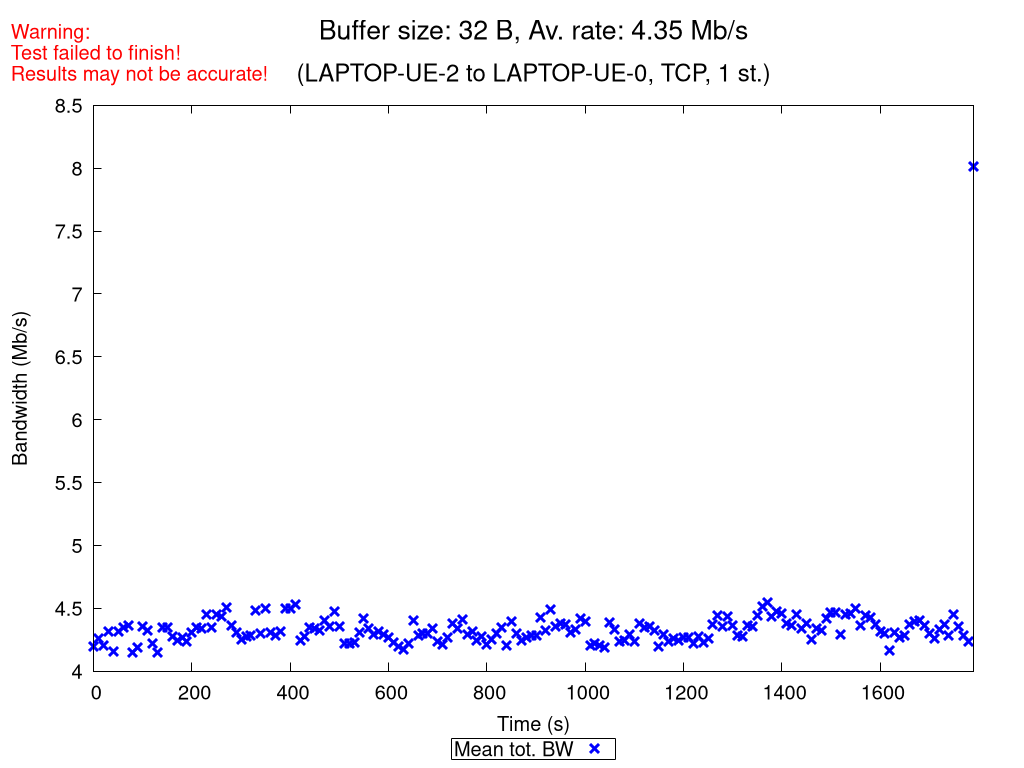 Warning:
Test failed to finish!
Results may not be accurate!
Buffer size: 32 B, Av. rate: 4.35 Mb/s
(LAPTOP-UE-2 to LAPTOP-UE-0, TCP, 1 st.)
8.5
8
7.5
7
6.5
6
5.5
5
4.5
4
Bandwidth (Mb/s)
0 200 400 600 800 1000 1200 1400 1600
Time (s)
Mean tot. BW